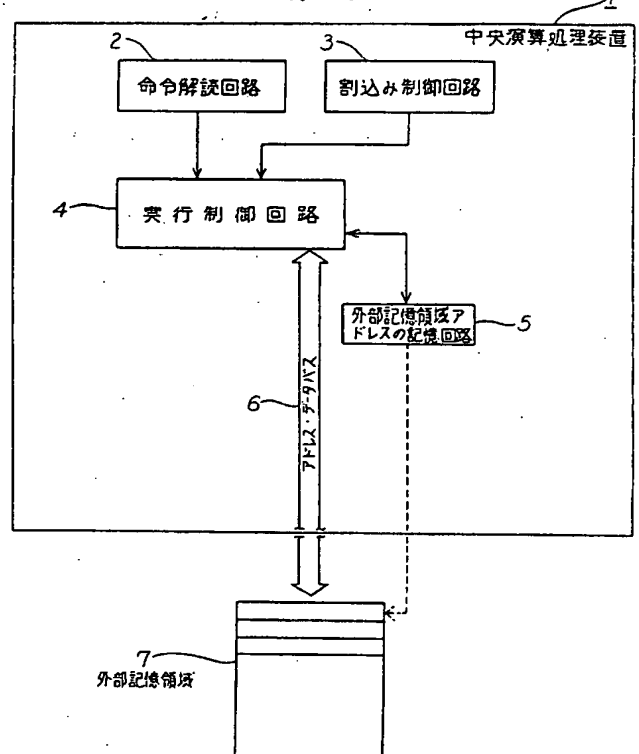 1
中央演算処理装置
2
命令解読回路
3
割込み制御回路
4
実行制御回路
外部記憶領域ア
ドレスの記憶回路
5
6
アドレス・データバス
7
外部記憶領域